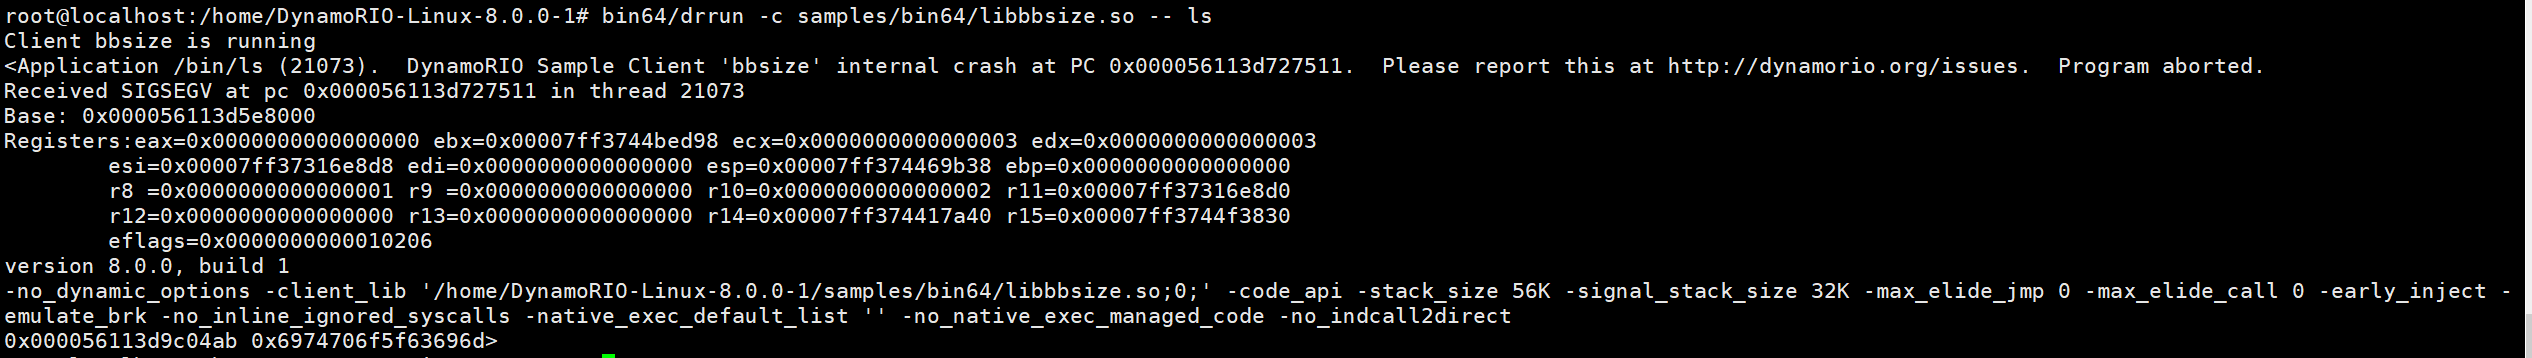 root@localhost:/home/DynamoRIO-Linux-8.0.0-1# bin64/drrun -c samples/bin64/libbbsize.so -- ls
Client bbsize is running
<Application /bin/ls (21073).  DynamoRIO Sample Client 'bbsize' internal crash at PC 0x000056113d727511.  Please report this at http://dynamorio.org/issues.  Program aborted.
Received SIGSEGV at pc 0x000056113d727511 in thread 21073
Base: 0x000056113d5e8000
Registers:eax=0x0000000000000000 ebx=0x00007ff3744bed98 ecx=0x0000000000000003 edx=0x0000000000000003
        esi=0x00007ff37316e8d8 edi=0x0000000000000000 esp=0x00007ff374469b38 ebp=0x0000000000000000
        r8 =0x0000000000000001 r9 =0x0000000000000000 r10=0x0000000000000002 r11=0x00007ff37316e8d0
        r12=0x0000000000000000 r13=0x0000000000000000 r14=0x00007ff374417a40 r15=0x00007ff3744f3830
        eflags=0x0000000000010206
version 8.0.0, build 1
-no_dynamic_options -client_lib '/home/DynamoRIO-Linux-8.0.0-1/samples/bin64/libbbsize.so;0;' -code_api -stack_size 56K -signal_stack_size 32K -max_elide_jmp 0 -max_elide_call 0 -early_inject -
emulate_brk -no_inline_ignored_syscalls -native_exec_default_list '' -no_native_exec_managed_code -no_indcall2direct
0x000056113d9c04ab 0x6974706f5f63696d>